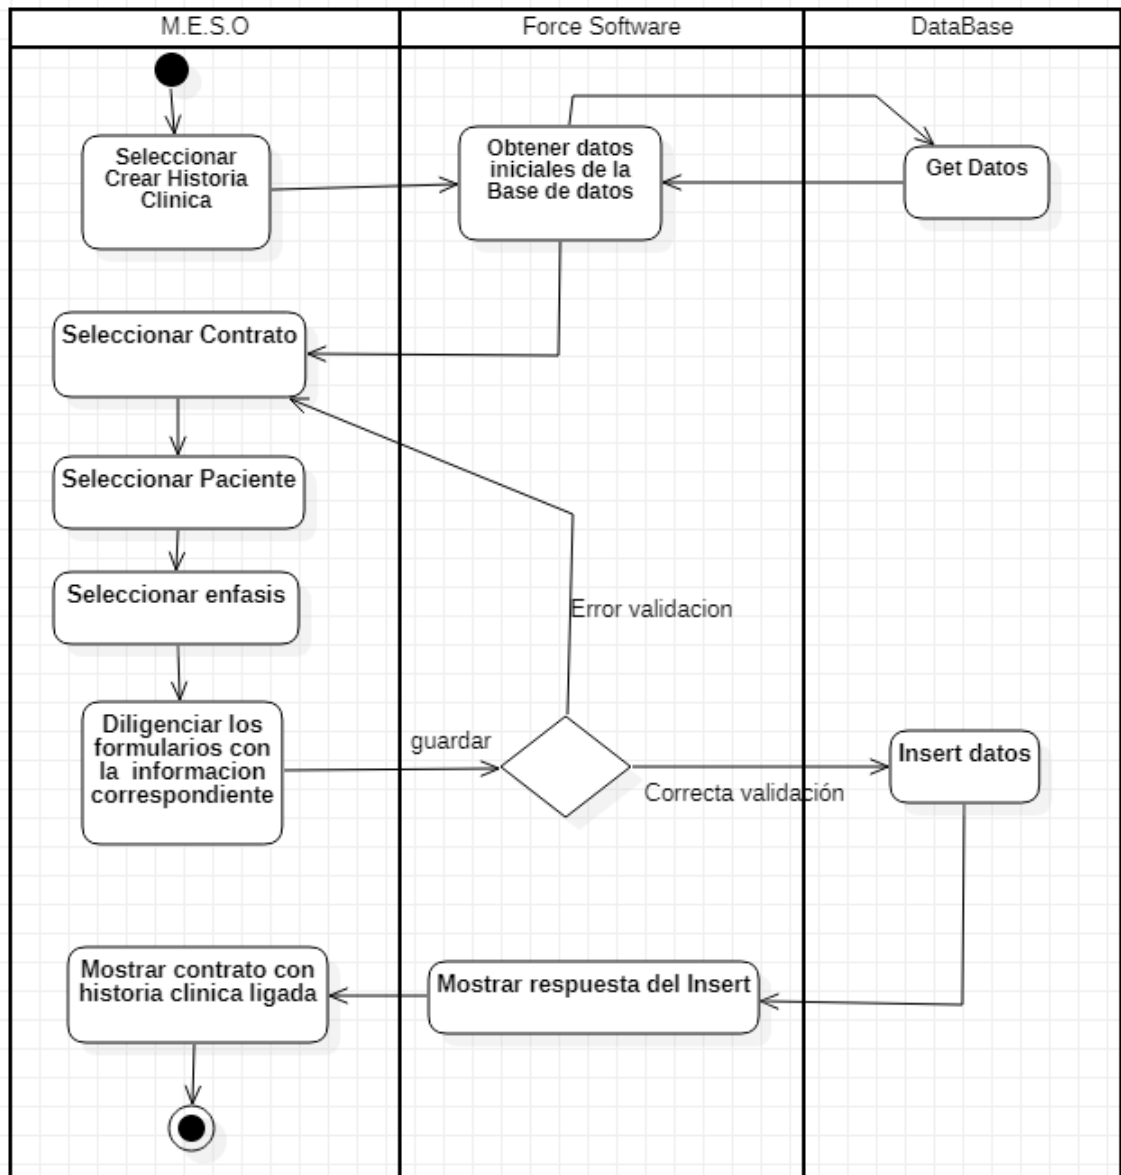 M.E.S.O
Force Software
DataBase
Seleccionar
Crear Historia
Clinica
Obtener datos
iniciales de la
Base de datos
Get Datos
Seleccionar Contrato
Seleccionar Paciente
Seleccionar enfasis
Error validacion
Diligenciar los
formularios con
la  informacion
correspondiente
guardar
Correcta validación
Insert datos
Mostrar contrato con
historia clinica ligada
Mostrar respuesta del Insert